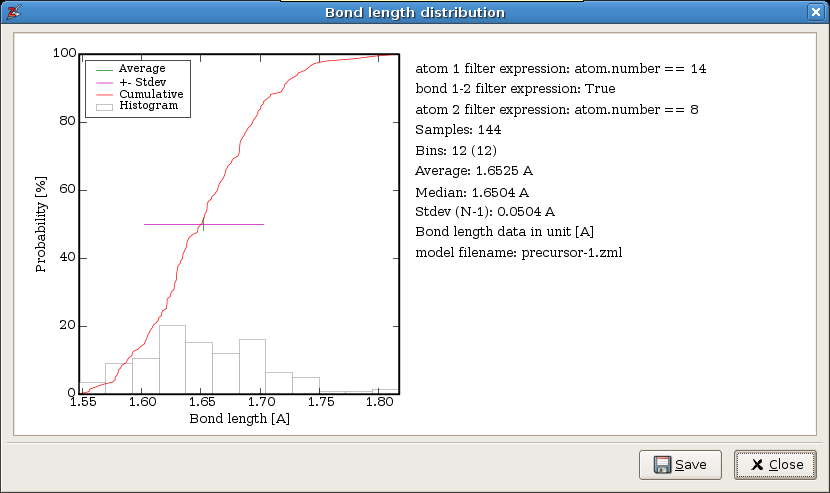 Bond length distribution
100
80
60
40
20
0
Probability [%]
Average
+- Stdev
Cumulative
Histogram
1.55 1.60 1.65 1.70 1.75 1.80
Bond length [A]
atom 1 filter expression: atom.number == 14
bond 1-2 filter expression: True
atom 2 filter expression: atom.number == 8
Samples: 144
Bins: 12 (12)
Average: 1.6525 A
Median: 1.6504 A
Stdev (N-1): 0.0504 A
Bond length data in unit [A]
model filename: precursor-1.zml
Save
Close